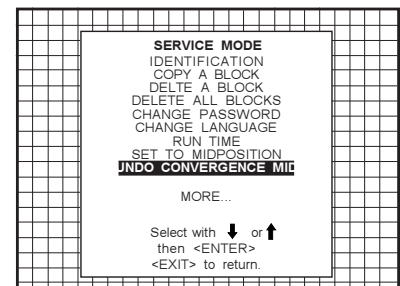 SERVICE MODE
IDENTIFICATION
COPY A BLOCK
DELTE A BLOCK
DELETE ALL BLOCKS
CHANGE PASSWORD
CHANGE LANGUAGE
RUN TIME
SET TO MIDPOSITION
UNDO CONVERGENCE MID
MORE...
Select with ⬇ or ⬆
then <ENTER>
<EXIT> to return.